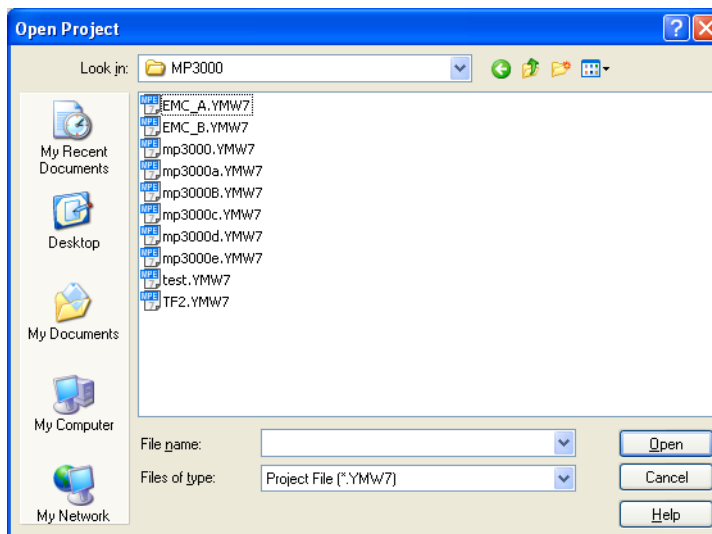 Open Project
Look in:
MP3000
My Recent
Documents
Desktop
My Documents
My Computer
My Network
EMC_A.YMW7
EMC_B.YMW7
mp3000.YMW7
mp3000a.YMW7
mp3000B.YMW7
mp3000c.YMW7
mp3000d.YMW7
mp3000e.YMW7
test.YMW7
TF2.YMW7
File name:
Open
Files of type:
Project File (*.YMW7)
Cancel
Help